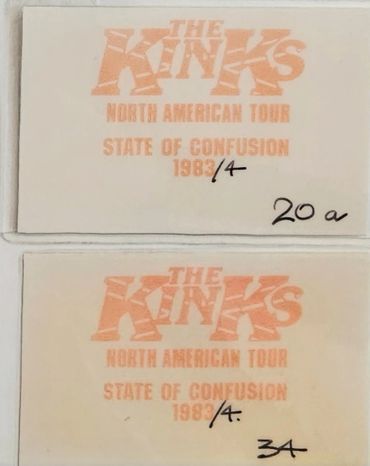 THE
KINKS
NORTH AMERICAN TOUR
STATE OF CONFUSION
1983/4
20 a
THE
KINKS
NORTH AMERICAN TOUR
STATE OF CONFUSION
1983/4.
3A